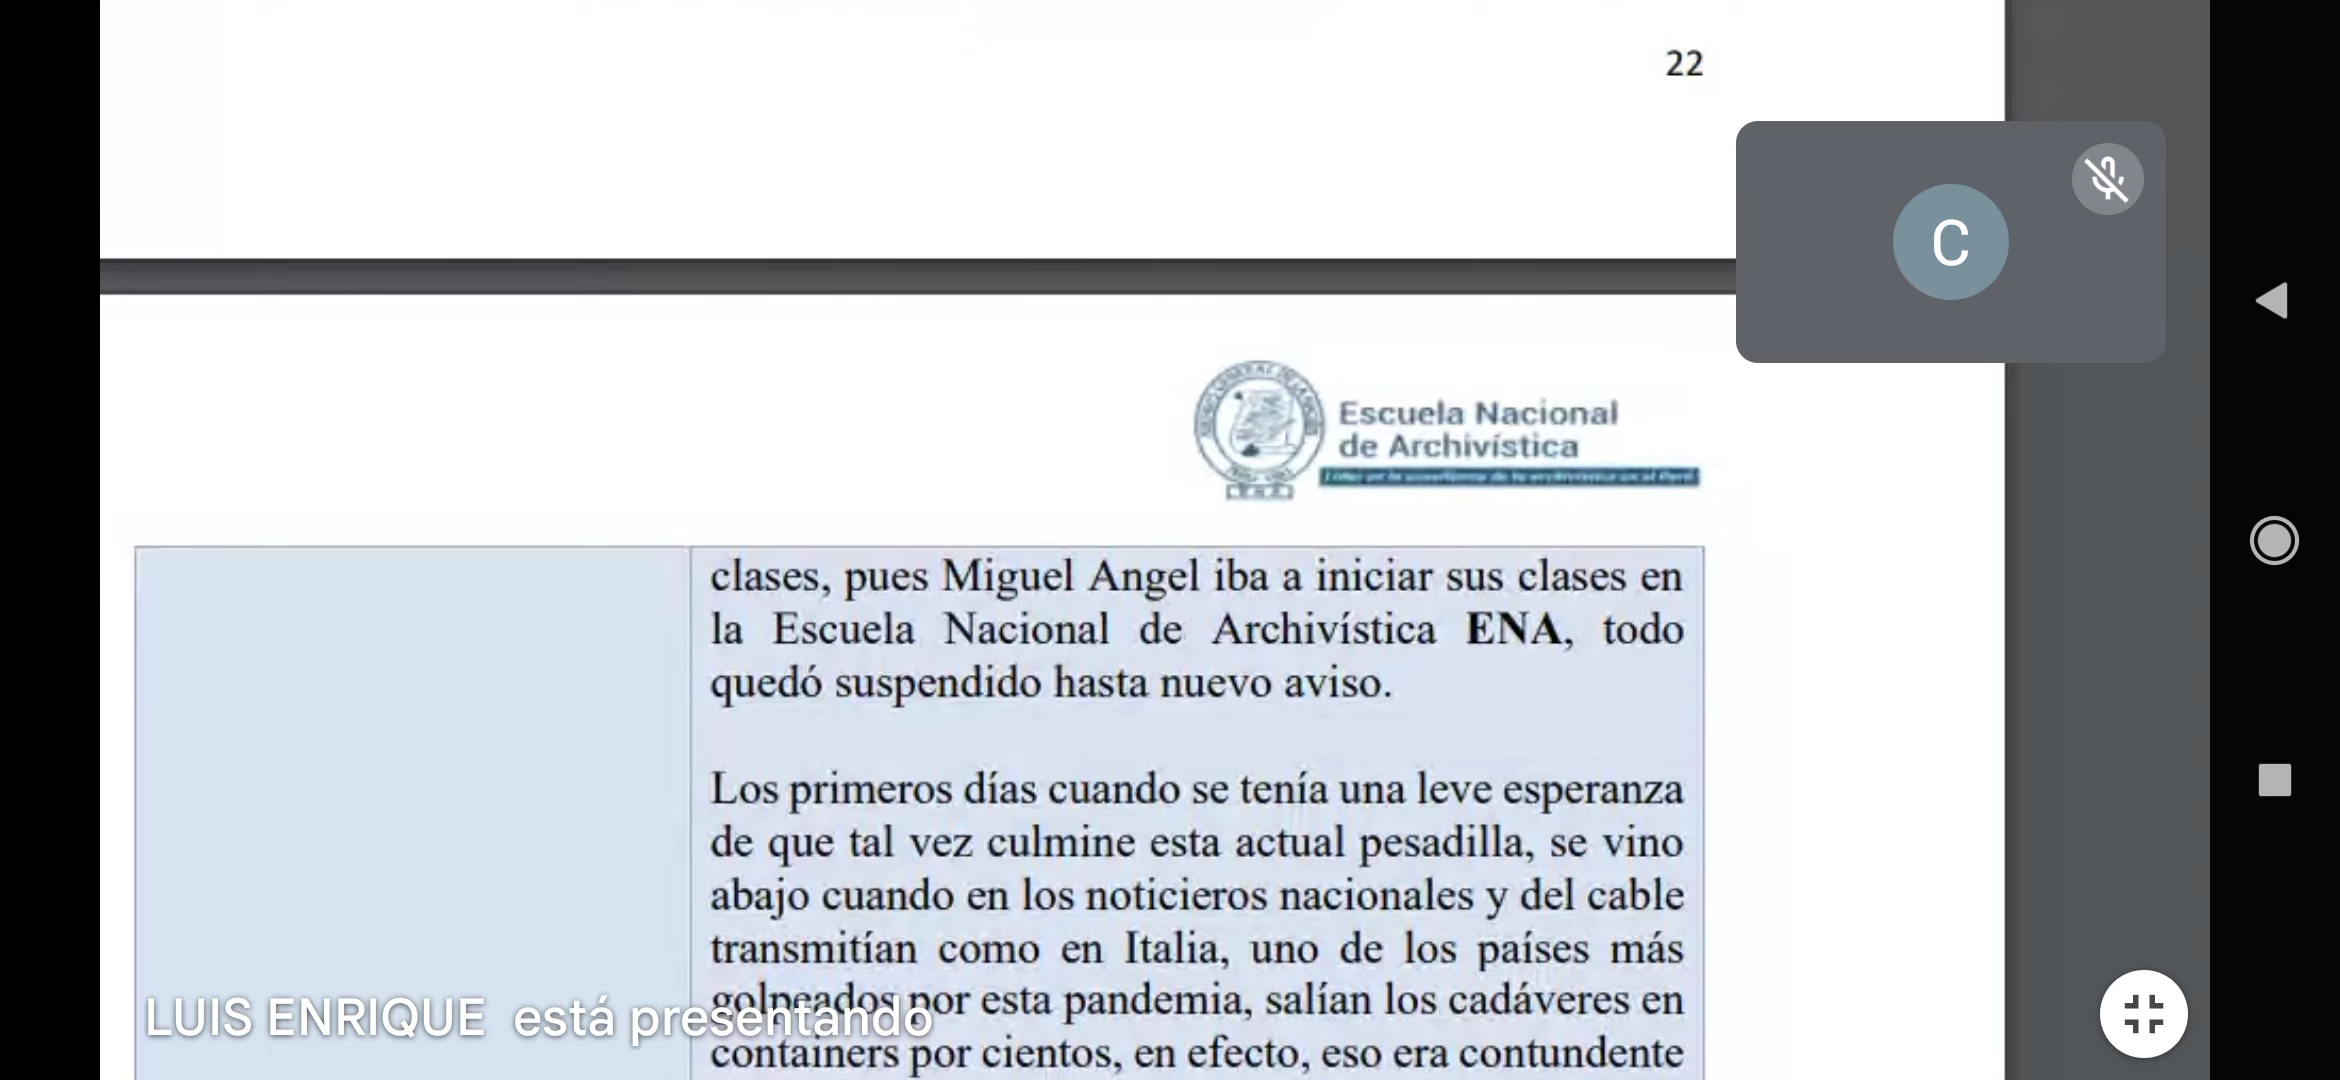 22
C
Escuela Nacional
de Archivística
clases, pues Miguel Angel iba a iniciar sus clases en
la Escuela Nacional de Archivística ENA, todo
quedó suspendido hasta nuevo aviso.
Los primeros días cuando se tenía una leve esperanza
de que tal vez culmine esta actual pesadilla, se vino
abajo cuando en los noticieros nacionales y del cable
transmitían como en Italia, uno de los países más
golpeados por esta pandemia, salían los cadáveres en
containers por cientos, en efecto, eso era contundente
LUIS ENRIQUE está presentando